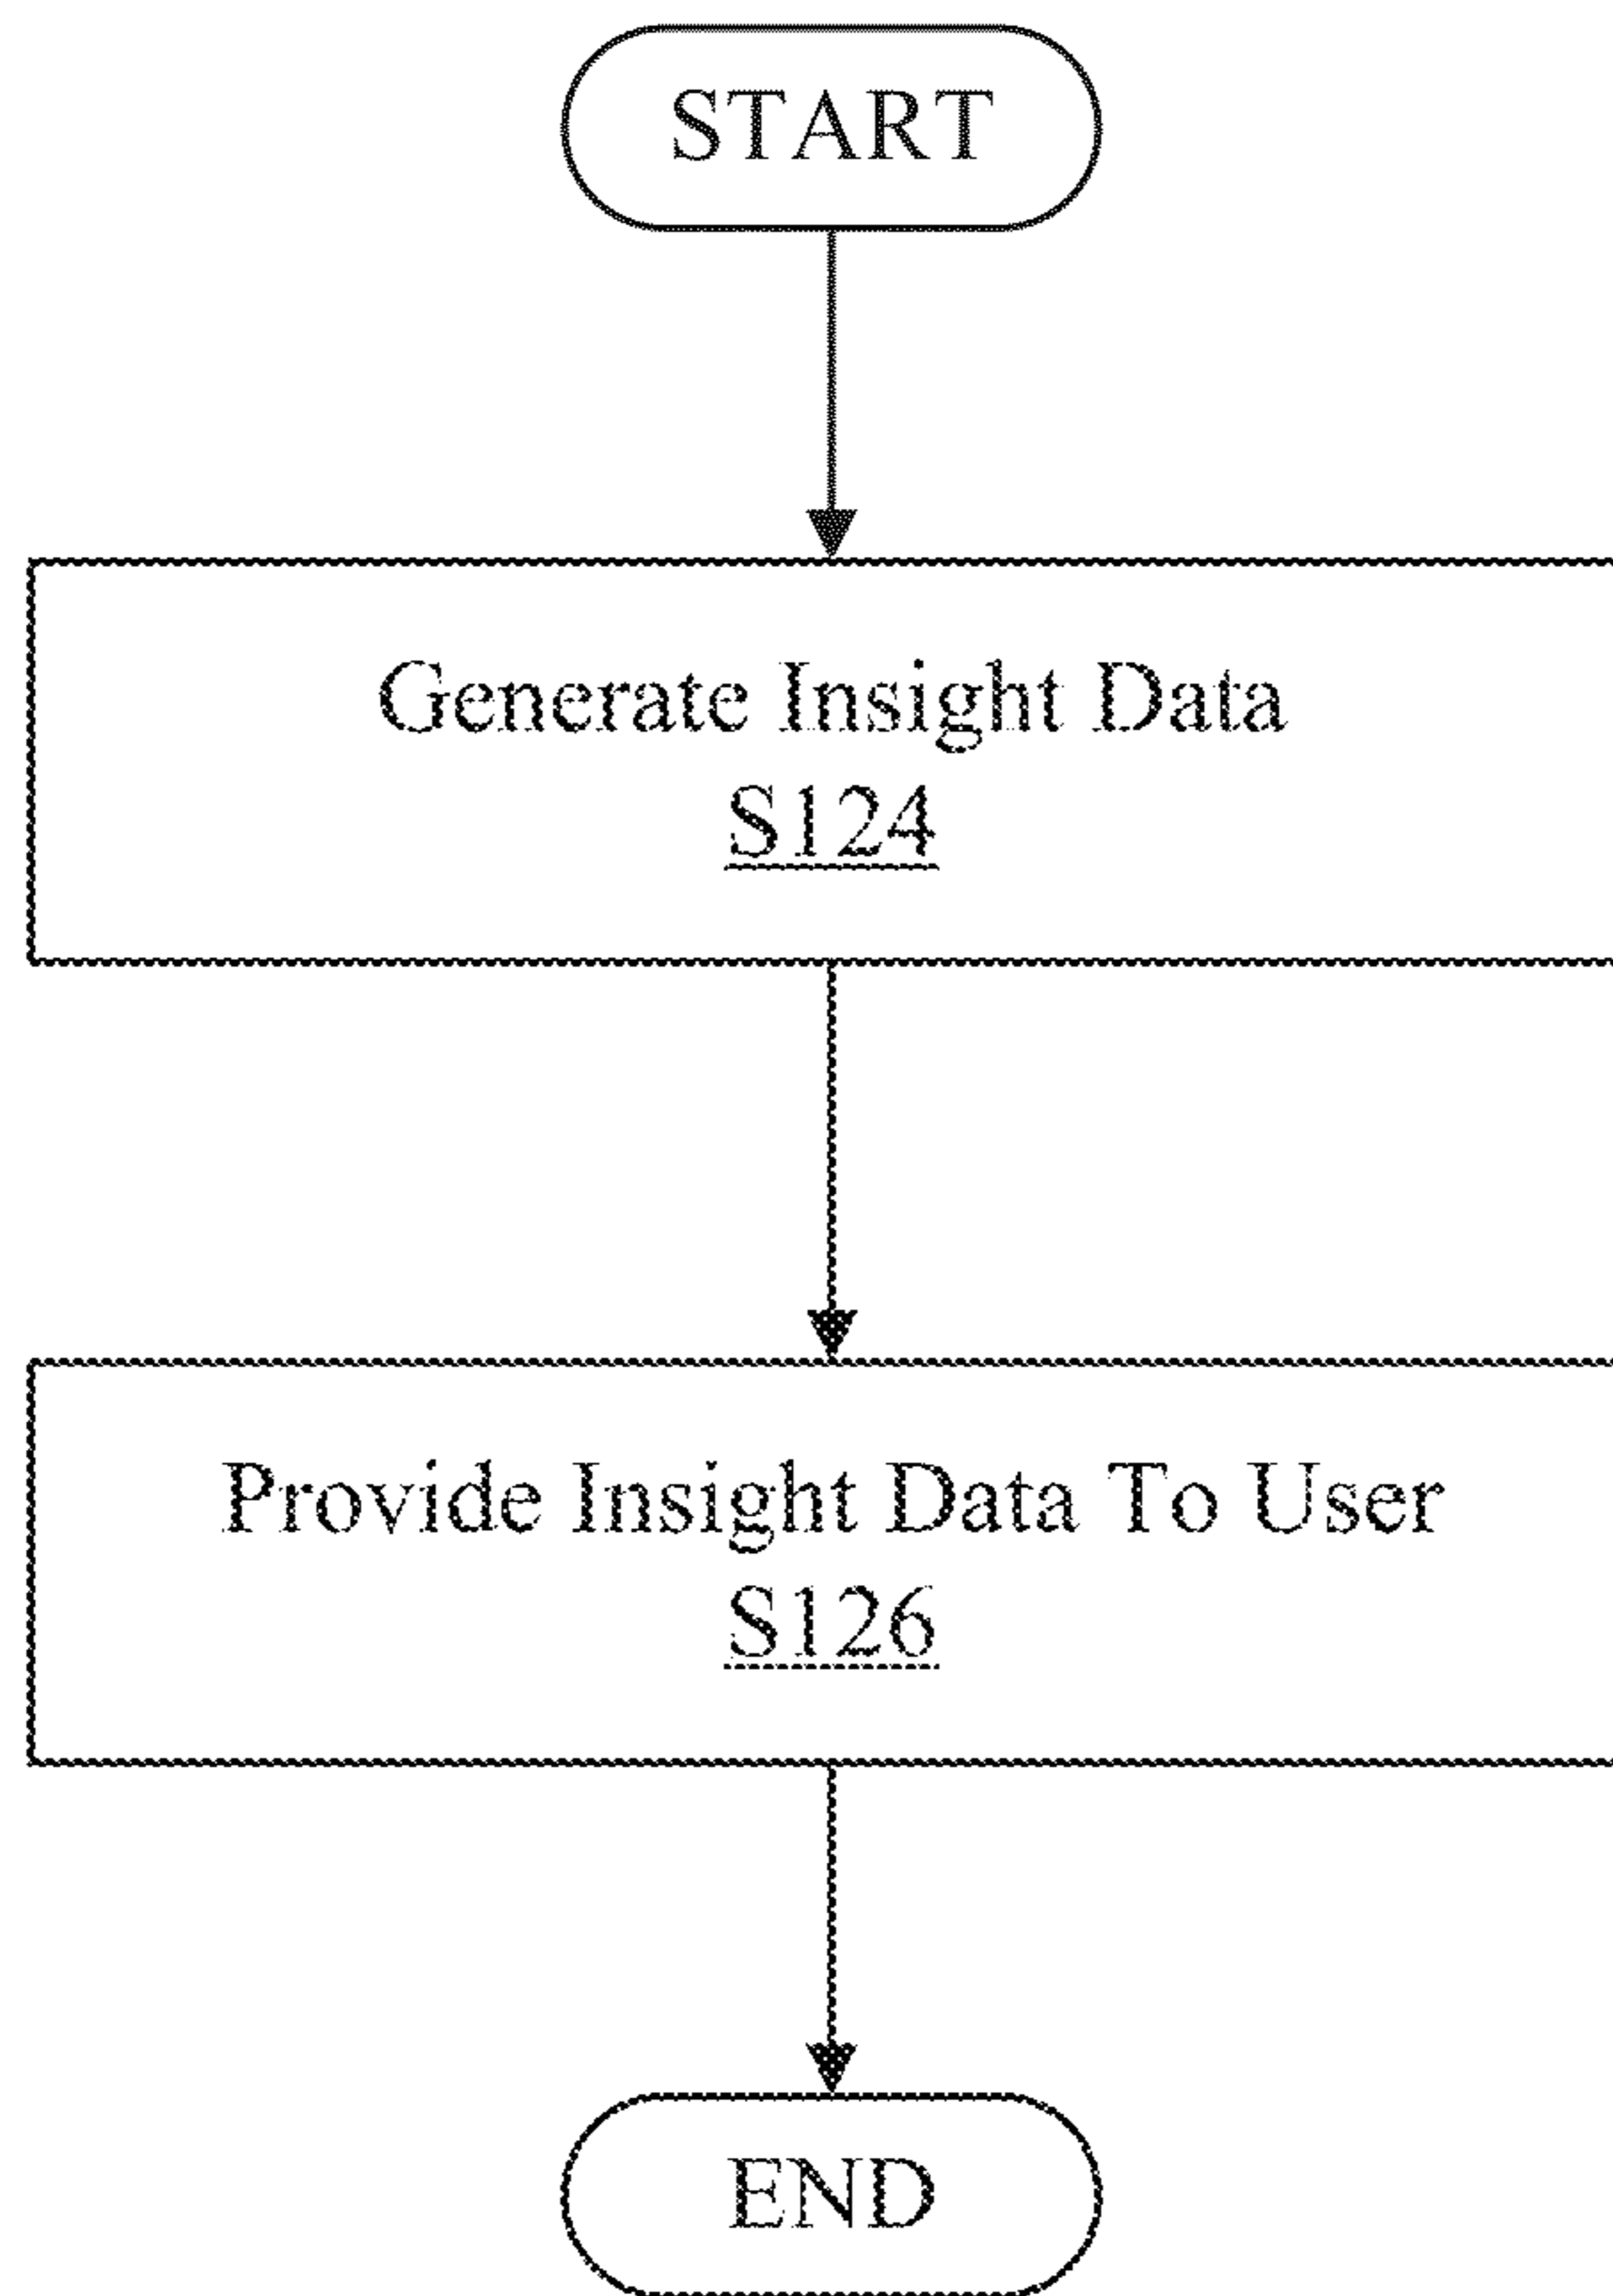 START
Generate Insight Data
S124
Provide Insight Data To User
S126
END